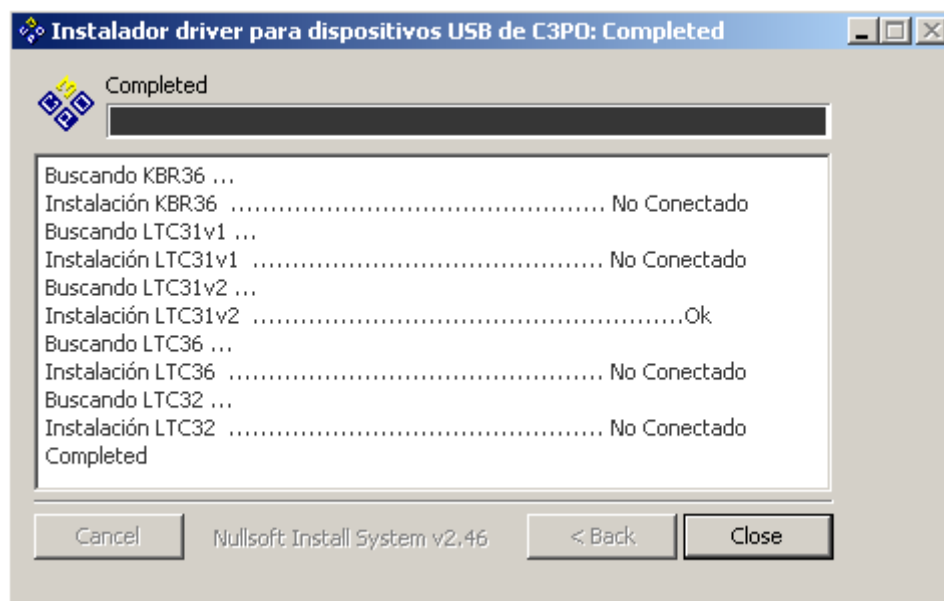 Instalador driver para dispositivos USB de C3PO: Completed
Completed
Buscando KBR36 ...
Instalación KBR36 ............................................... No Conectado
Buscando LTC31v1 ...
Instalación LTC31v1 ............................................ No Conectado
Buscando LTC31v2 ...
Instalación LTC31v2 ......................................................Ok
Buscando LTC36 ...
Instalación LTC36 ............................................... No Conectado
Buscando LTC32 ...
Instalación LTC32 ............................................... No Conectado
Completed
Cancel
Nullsoft Install System v2.46
< Back
Close